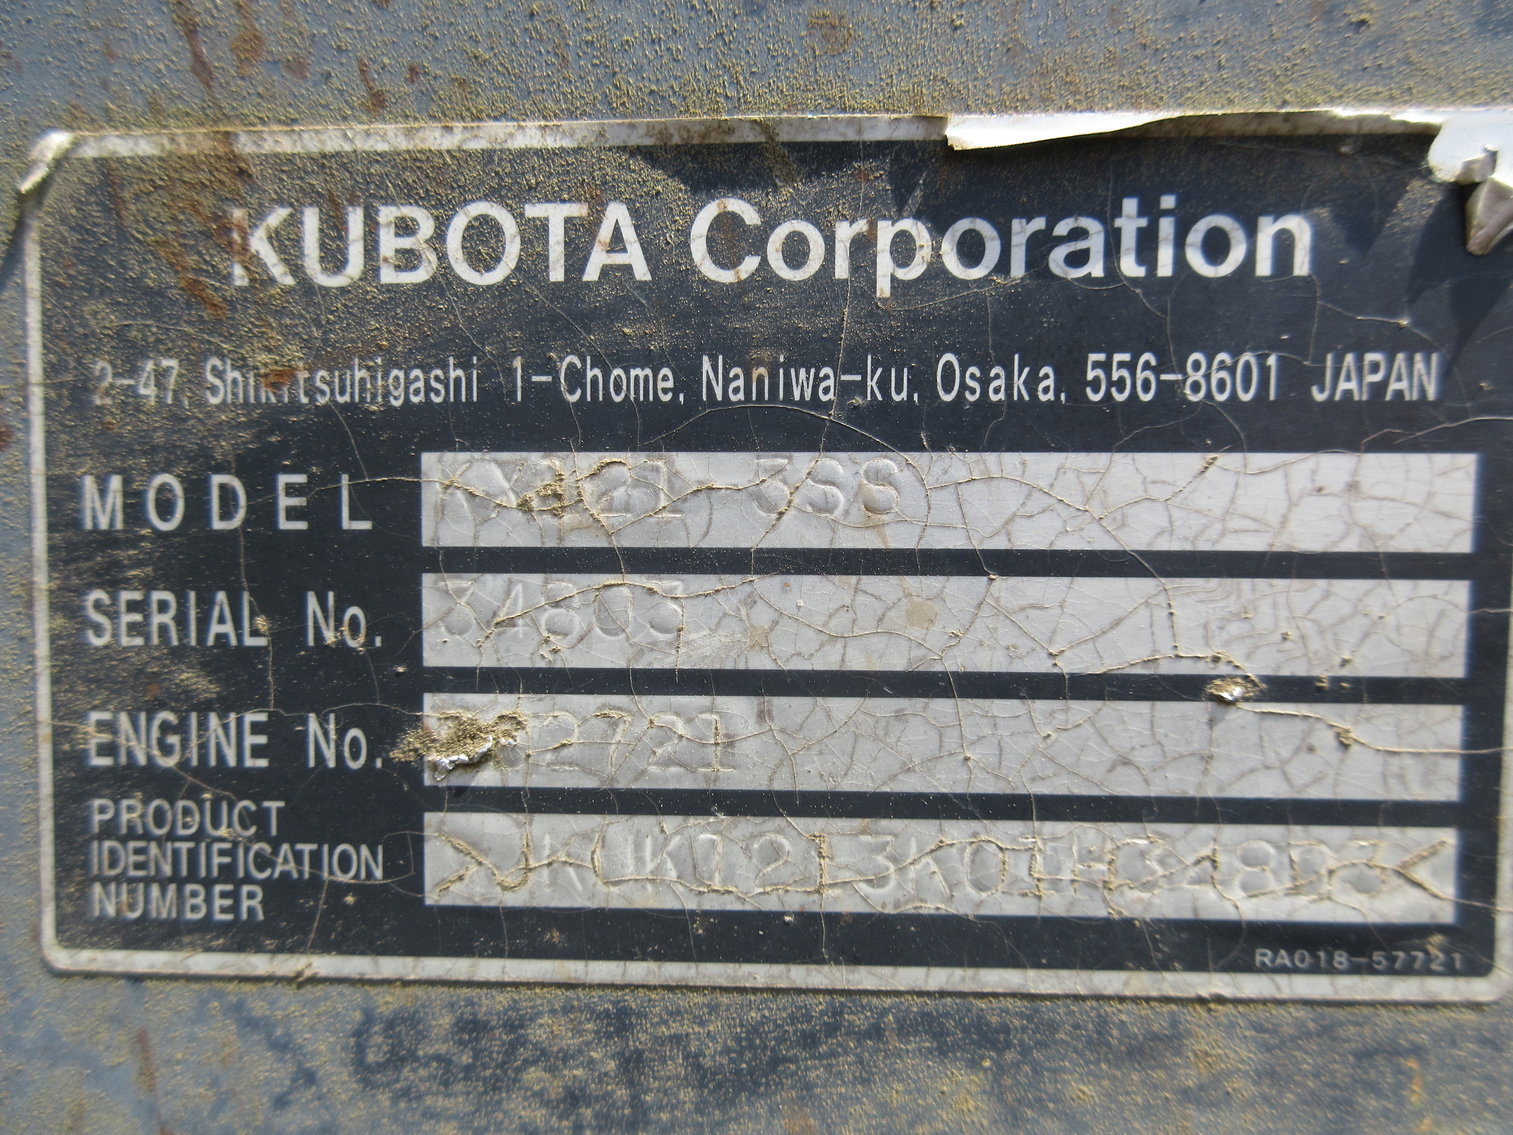 KUBOTA Corporation
2-47, Shikitsuhigashi 1-Chome, Naniwa-ku, Osaka, 556-8601 JAPAN
MODEL
SERIAL No. 34803
ENGINE No.
PRODUCT
IDENTIFICATION
NUMBER
RA018-57721